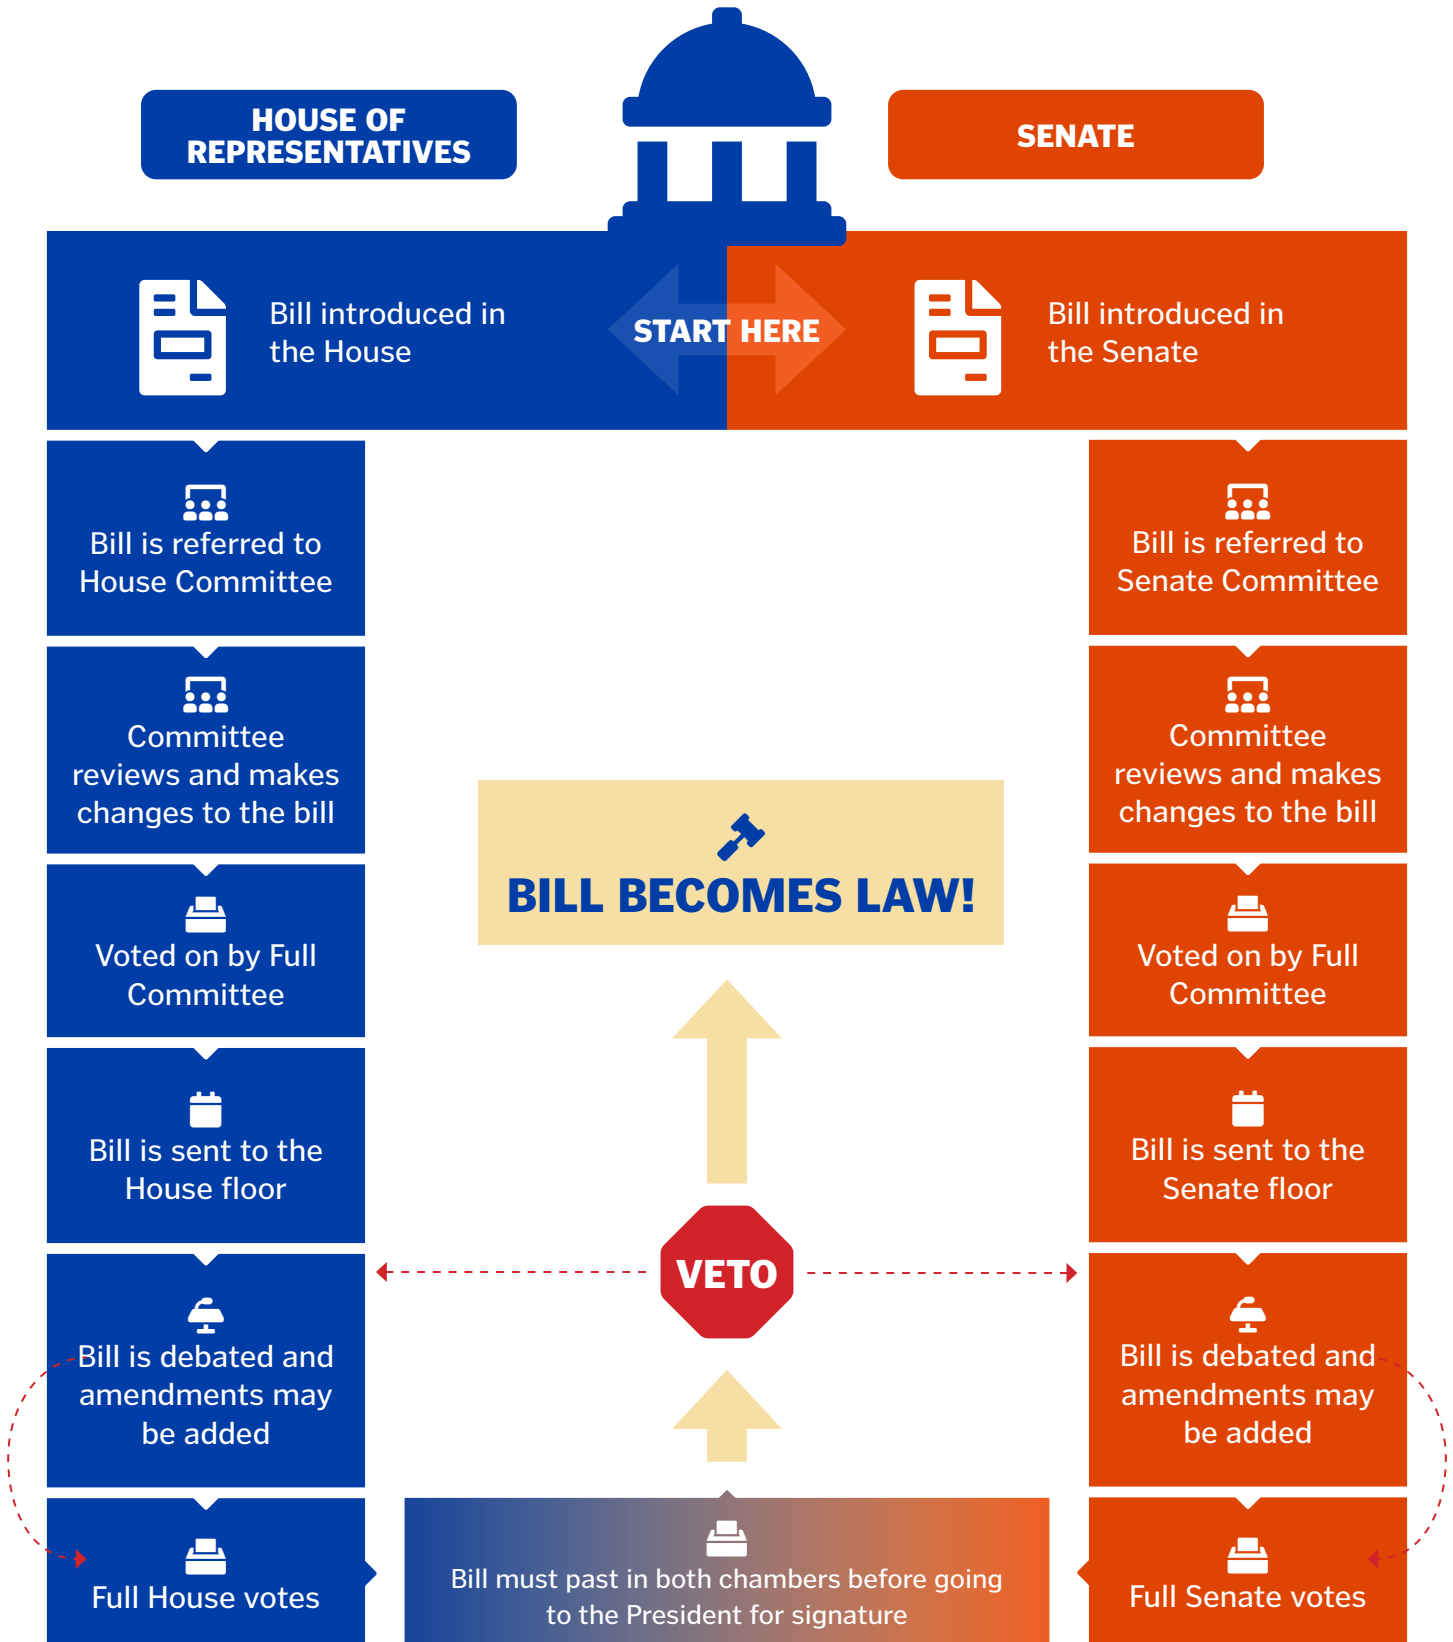 HOUSE OF
REPRESENTATIVES
SENATE
Bill introduced in
the House
START HERE
Bill introduced in
the Senate
Bill is referred to
House Committee
Committee
reviews and makes
changes to the bill
Voted on by Full
Committee
Bill is sent to the
House floor
Bill is debated and
amendments may
be added
Full House votes
Bill is referred to
Senate Committee
Committee
reviews and makes
changes to the bill
Voted on by Full
Committee
Bill is sent to the
Senate floor
Bill is debated and
amendments may
be added
Full Senate votes
Bill must past in both chambers before going
to the President for signature
VETO
BILL BECOMES LAW!